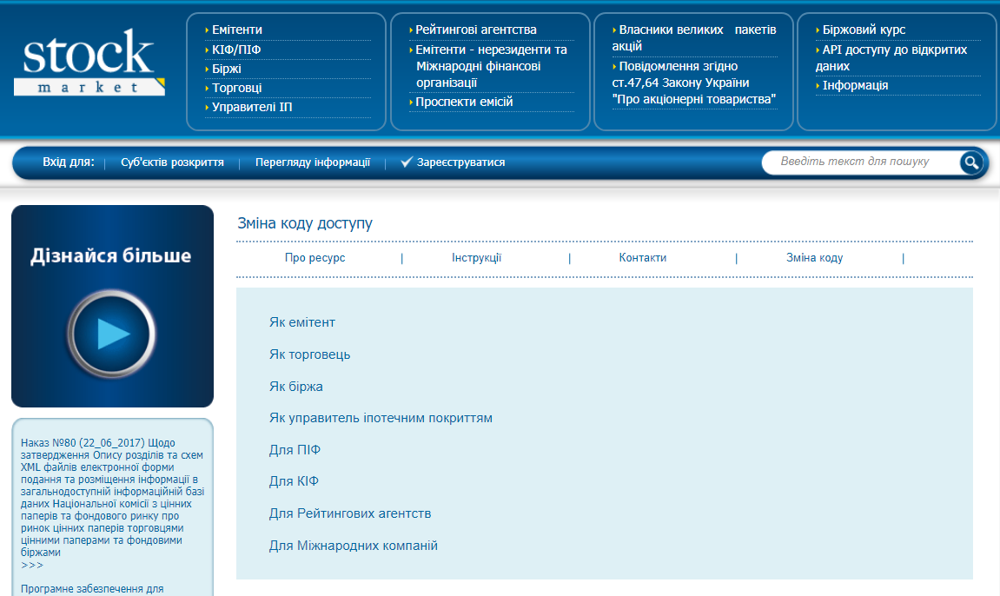 stock
market
Емітенти
КІФ/ПІФ
Біржі
Торговці
Управителі ІП
Рейтингові агентства
Емітенти - нерезиденти та
Міжнародні фінансові
організації
Проспекти емісій
Власники великих пакетів
акцій
Повідомлення згідно
ст.47,64 Закону України
"Про акціонерні товариства"
Біржовий курс
АРІ доступу до відкритих
даних
Інформація
Вхід для: | Суб'єктів розкриття | Перегляду інформації | Зареєструватися
Введіть текст для пошуку
Дізнайся більше
Зміна коду доступу
Про ресурс | Інструкції | Контакти | Зміна коду |
Як емітент
Як торговець
Як біржа
Як управитель іпотечним покриттям
Для ПІФ
Для КІФ
Для Рейтингових агентств
Для Міжнародних компаній
Наказ №80 (22_06_2017) Щодо
затвердження Опису розділів та схем
XML файлів електронної форми
подання та розміщення інформації в
загальнодоступній інформаційній базі
даних Національної комісії з цінних
паперів та фондового ринку про
ринок цінних паперів торговцями
цінними паперами та фондовими
біржами
>>>
Програмне забезпечення для